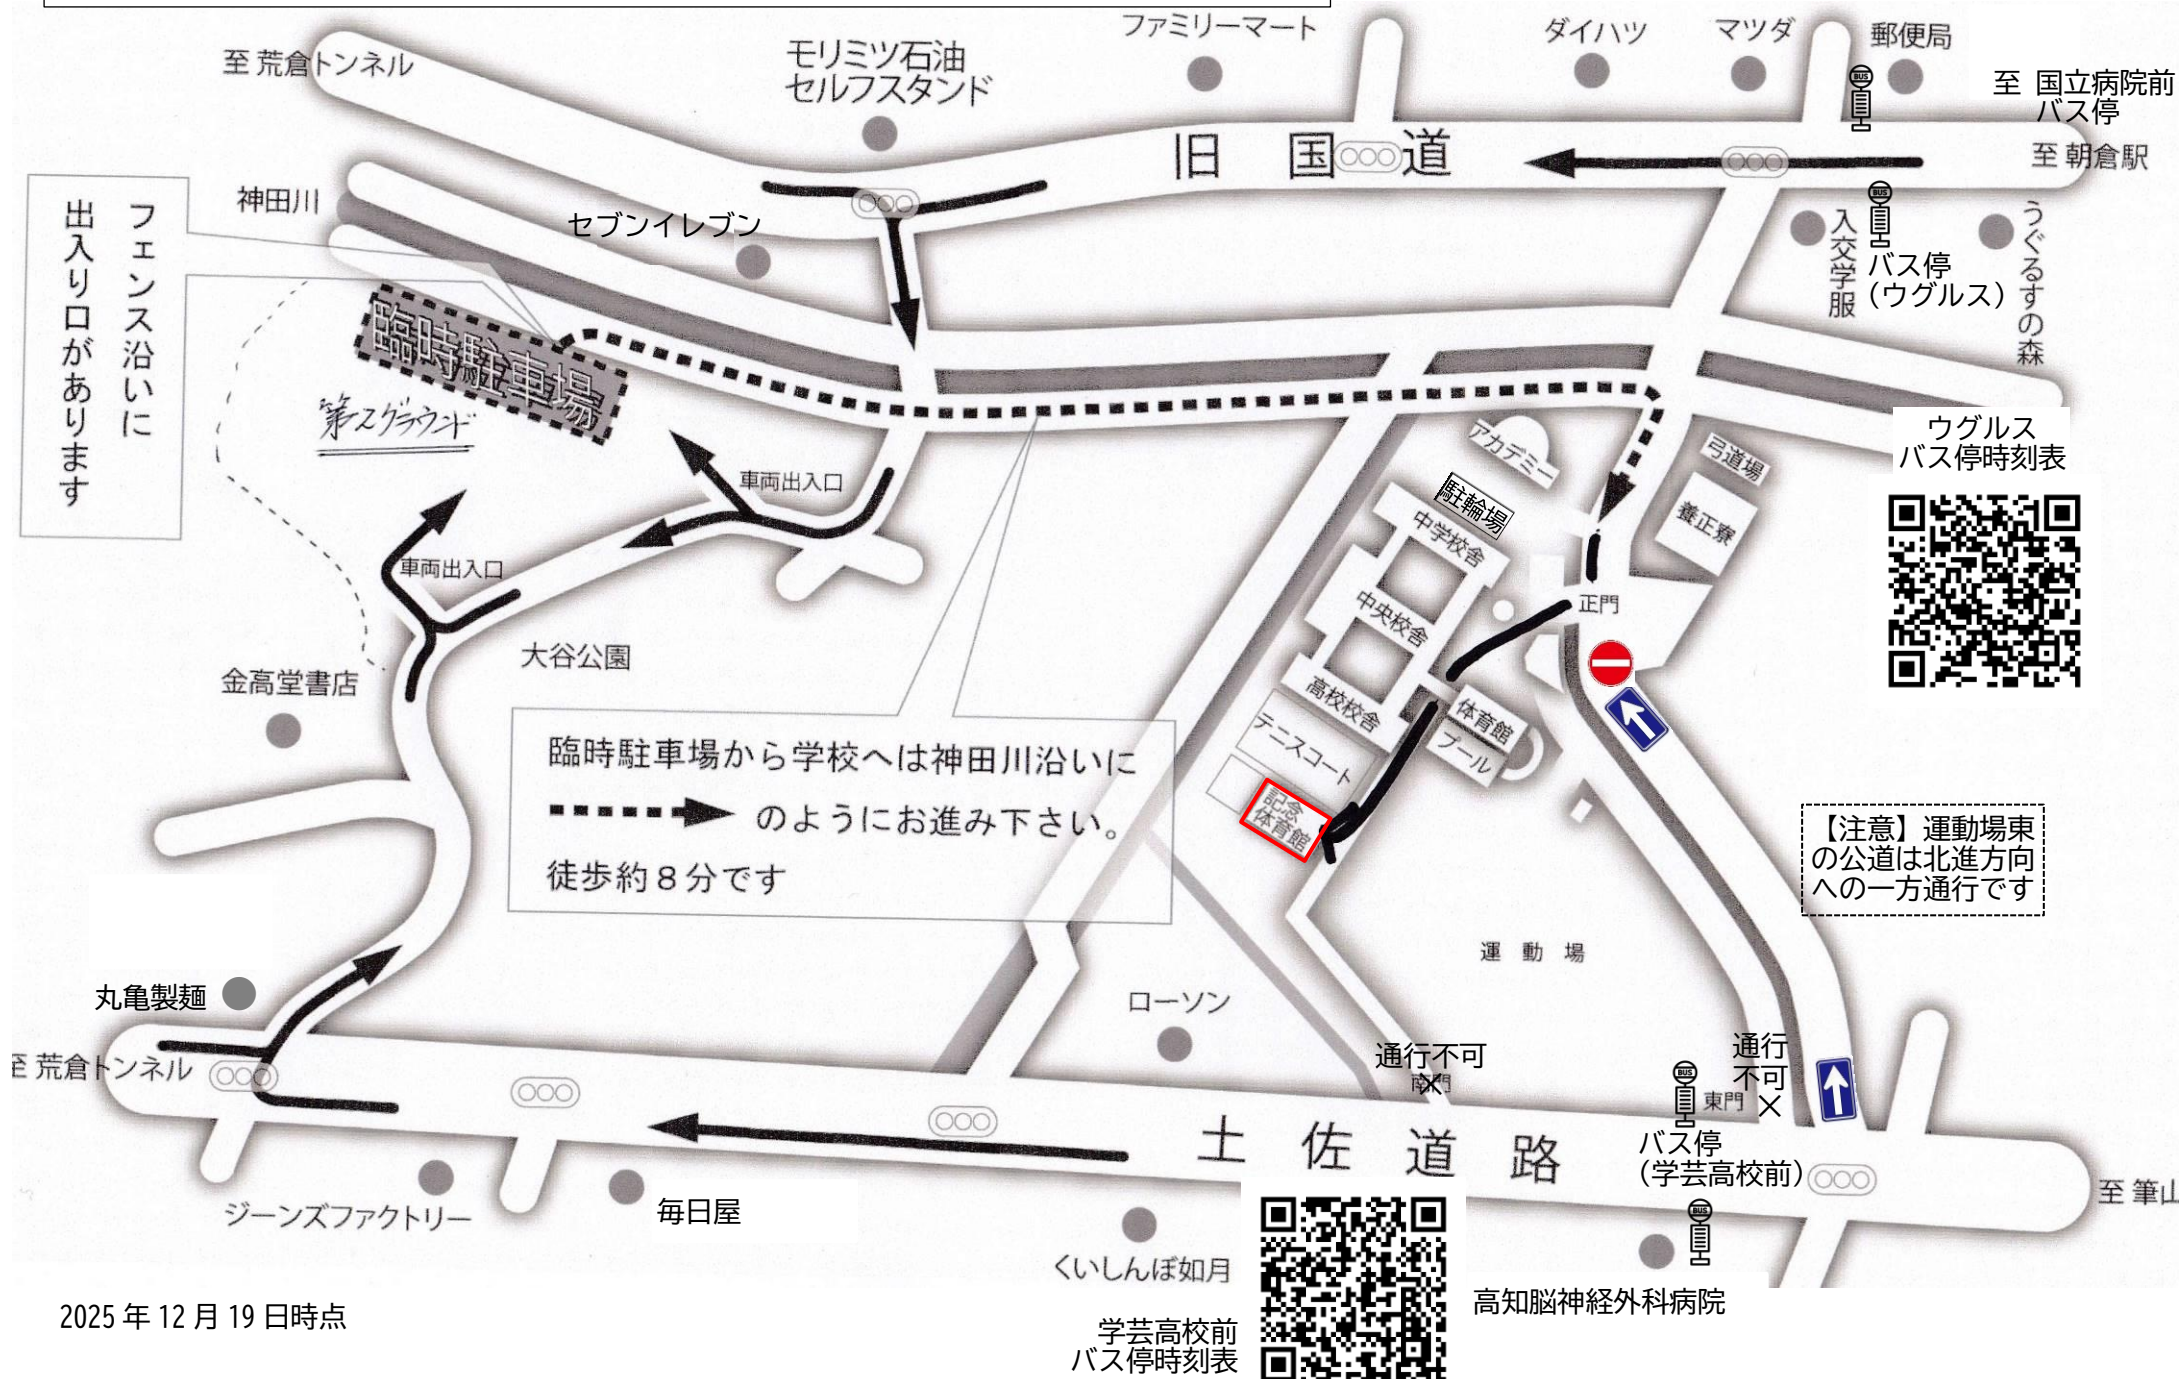 ファミリーマート
ダイハツ
マツダ
郵便局
至 荒倉トンネル
モリミツ石油
セルフスタンド
BUS
至 国立病院前
バス停
旧国道
至 朝倉駅
BUS
フェンス沿いに
出入り口があります
神田川
セブンイレブン
入交学服
バス停
(ウグルス)
うぐるすの森
臨時駐車場
第2グラウンド
ウグルス
バス停時刻表
アカデミー
弓道場
車両出入口
駐輪場
中学校舎
養正寮
車両出入口
中央校舎
正門
大谷公園
金高堂書店
高校校舎
体育館
プール
テニスコート
臨時駐車場から学校へは神田川沿いに
のようにお進み下さい。
徒歩約8分です
記念
体育館
【注意】運動場東
の公道は北進方向
への一方通行です
運動場
丸亀製麺
ローソン
通行不可
南門
通行
不可
×
東門
BUS
至 荒倉トンネル
土佐道路
バス停
(学芸高校前)
至 筆山
ジーンズファクトリー
毎日屋
BUS
くいしんぼ如月
高知脳神経外科病院
2025年12月19日時点
学芸高校前
バス停時刻表